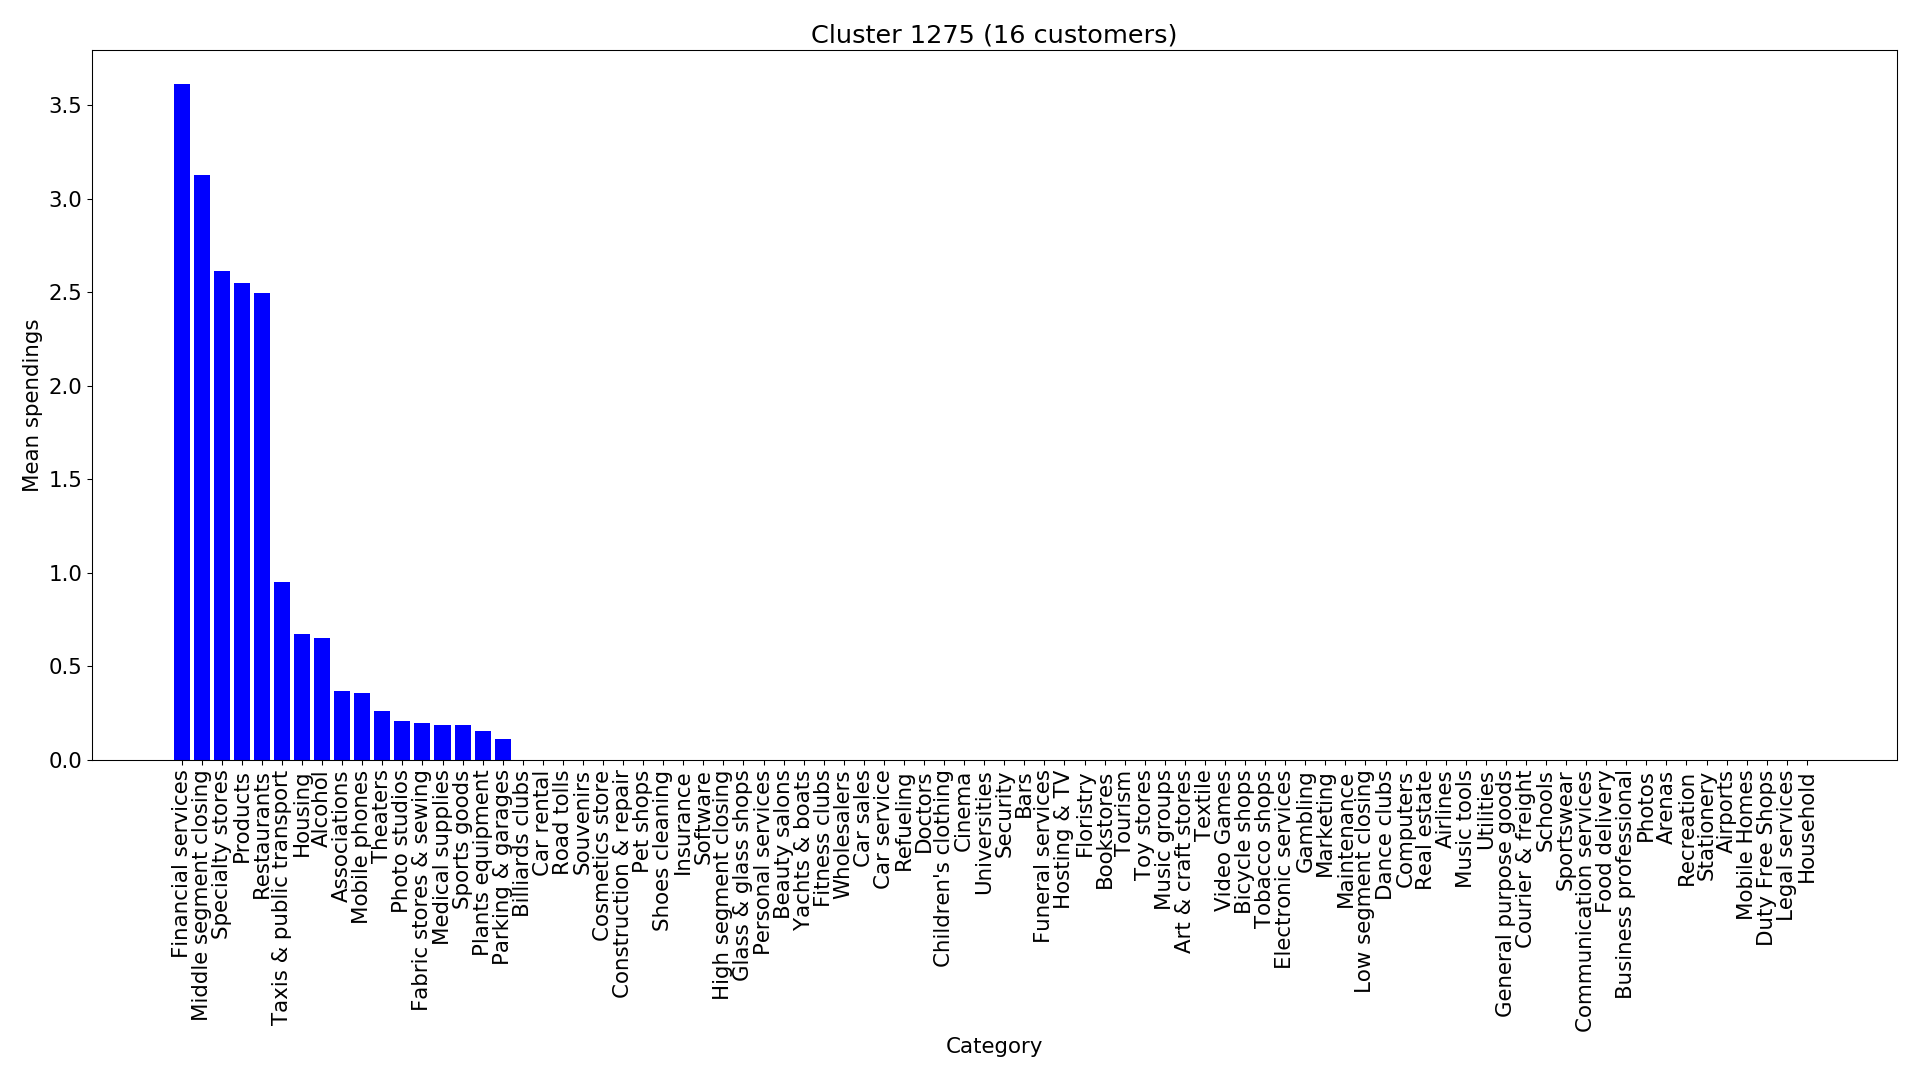 Cluster 1275 (16 customers)
Mean spendings
3.5
3.0
2.5
2.0
1.5
1.0
0.5
0.0
Financial services
Middle segment closing
Specialty stores
Products
Restaurants
Taxis & public transport
Housing
Alcohol
Associations
Mobile phones
Theaters
Photo studios
Fabric stores & sewing
Medical supplies
Sports goods
Plants equipment
Parking & garages
Billiards clubs
Car rental
Road tolls
Souvenirs
Cosmetics store
Construction & repair
Pet shops
Shoes cleaning
Insurance
Software
High segment closing
Glass & glass shops
Personal services
Beauty salons
Yachts & boats
Fitness clubs
Wholesalers
Car sales
Car service
Refueling
Doctors
Children's clothing
Cinema
Universities
Security
Bars
Funeral services
Hosting & TV
Floristry
Bookstores
Tourism
Toy stores
Music groups
Art & craft stores
Textile
Video Games
Bicycle shops
Tobacco shops
Electronic services
Gambling
Marketing
Maintenance
Low segment closing
Dance clubs
Computers
Real estate
Airlines
Music tools
Utilities
General purpose goods
Courier & freight
Schools
Sportswear
Communication services
Food delivery
Business professional
Photos
Arenas
Recreation
Stationery
Airports
Mobile Homes
Duty Free Shops
Legal services
Household
Category